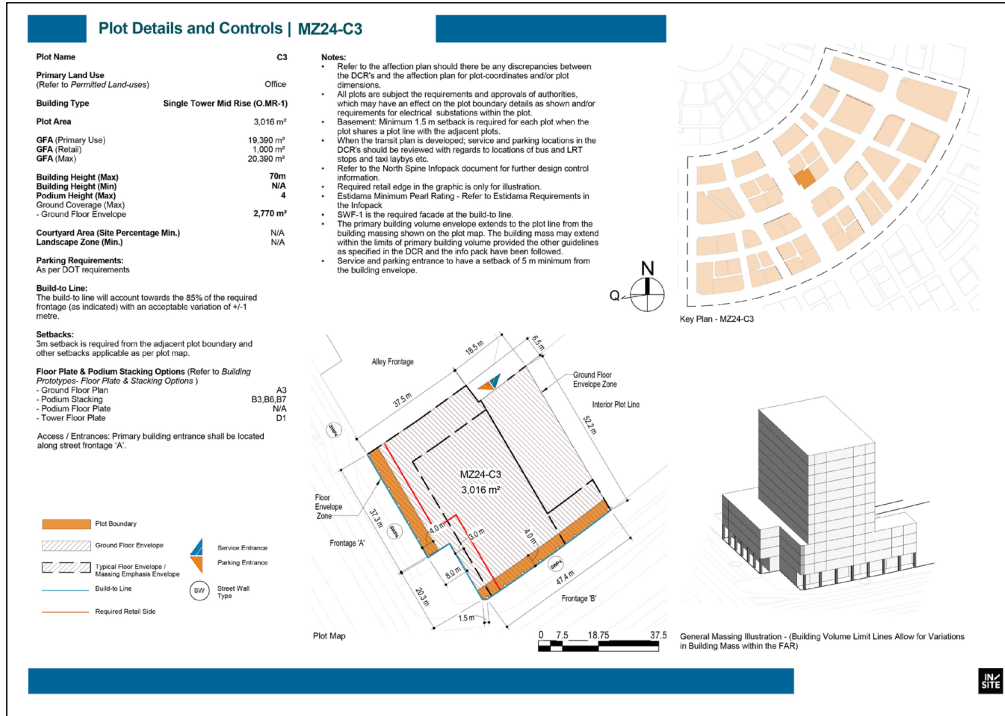 Plot Details and Controls | MZ24-C3
Plot Name C3
Primary Land Use
(Refer to Permitted Land-uses) Office
Building Type Single Tower Mid Rise (O.MR-1)
Plot Area 3,016 m²
GFA (Primary Use) 19,390 m²
GFA (Retail) 1,000 m²
GFA (Max) 20,390 m²
Building Height (Max) 70m
Building Height (Min) N/A
Podium Height (Max) 4
Ground Coverage (Max)
- Ground Floor Envelope 2,770 m²
Courtyard Area (Site Percentage Min.) N/A
Landscape Zone (Min.) N/A
Parking Requirements:
As per DOT requirements
Build-to Line:
The build-to line will account towards the 85% of the required
frontage (as indicated) with an acceptable variation of +/-1
metre.
Setbacks:
3m setback is required from the adjacent plot boundary and
other setbacks applicable as per plot map.
Floor Plate & Podium Stacking Options (Refer to Building
Prototypes- Floor Plate & Stacking Options )
- Ground Floor Plan A3
- Podium Stacking B3,B6,B7
- Podium Floor Plate N/A
- Tower Floor Plate D1
Access / Entrances: Primary building entrance shall be located
along street frontage 'A'.
Plot Boundary
Ground Floor Envelope
Typical Floor Envelope /
Massing Emphasis Envelope
Build-to Line
Required Retail Side
Service Entrance
Parking Entrance
SW
Street Wall
Type
Notes:
• Refer to the affection plan should there be any discrepancies between
the DCR's and the affection plan for plot-coordinates and/or plot
dimensions.
• All plots are subject the requirements and approvals of authorities,
which may have an effect on the plot boundary details as shown and/or
requirements for electrical substations within the plot.
• Basement: Minimum 1.5 m setback is required for each plot when the
plot shares a plot line with the adjacent plots.
• When the transit plan is developed; service and parking locations in the
DCR's should be reviewed with regards to locations of bus and LRT
stops and taxi laybys etc.
• Refer to the North Spine Infopack document for further design control
information.
• Required retail edge in the graphic is only for illustration.
• Estidama Minimum Pearl Rating - Refer to Estidama Requirements in
the Infopack
• SWF-1 is the required facade at the build-to line.
• The primary building volume envelope extends to the plot line from the
building massing shown on the plot map. The building mass may extend
within the limits of primary building volume provided the other guidelines
as specified in the DCR and the info pack have been followed.
• Service and parking entrance to have a setback of 5 m minimum from
the building envelope.
N
Q
Key Plan - MZ24-C3
Alley Frontage
18.5 m
6.5 m
37.5 m
Ground Floor
Envelope Zone
Interior Plot Line
52.2 m
MZ24-C3
3,016 m²
Floor
Envelope
Zone
37.3 m
Frontage 'A'
4.0 m
3.0 m
4.0 m
8.0 m
20.3 m
47.4 m
Frontage 'B'
1.5 m
Plot Map
0 7.5 18.75 37.5
General Massing Illustration - (Building Volume Limit Lines Allow for Variations
in Building Mass within the FAR)
IN/
SITE